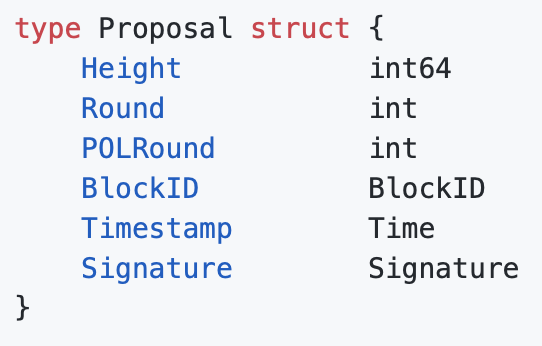 type Proposal struct {
    Height              int64
    Round               int
    POLRound            int
    BlockID             BlockID
    Timestamp           Time
    Signature           Signature
}